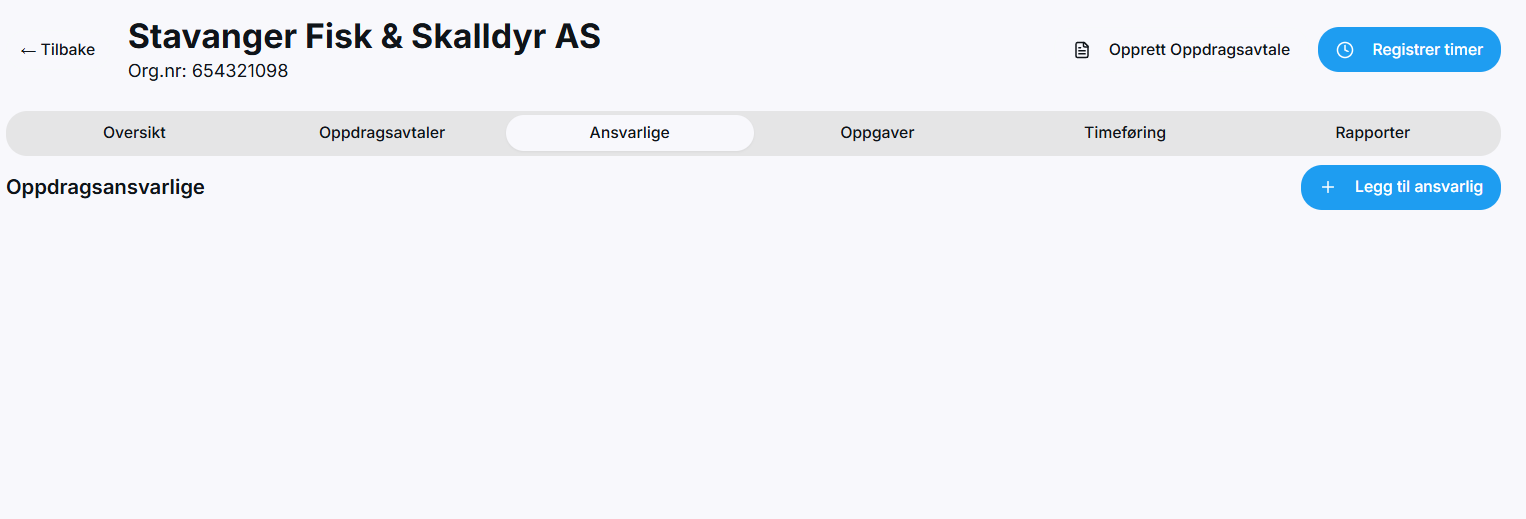 ← Tilbake
Stavanger Fisk & Skalldyr AS
Org.nr: 654321098
Opprett Oppdragsavtale
Registrer timer
Oversikt
Oppdragsavtaler
Ansvarlige
Oppgaver
Timeføring
Rapporter
Oppdragsansvarlige
+ Legg til ansvarlig